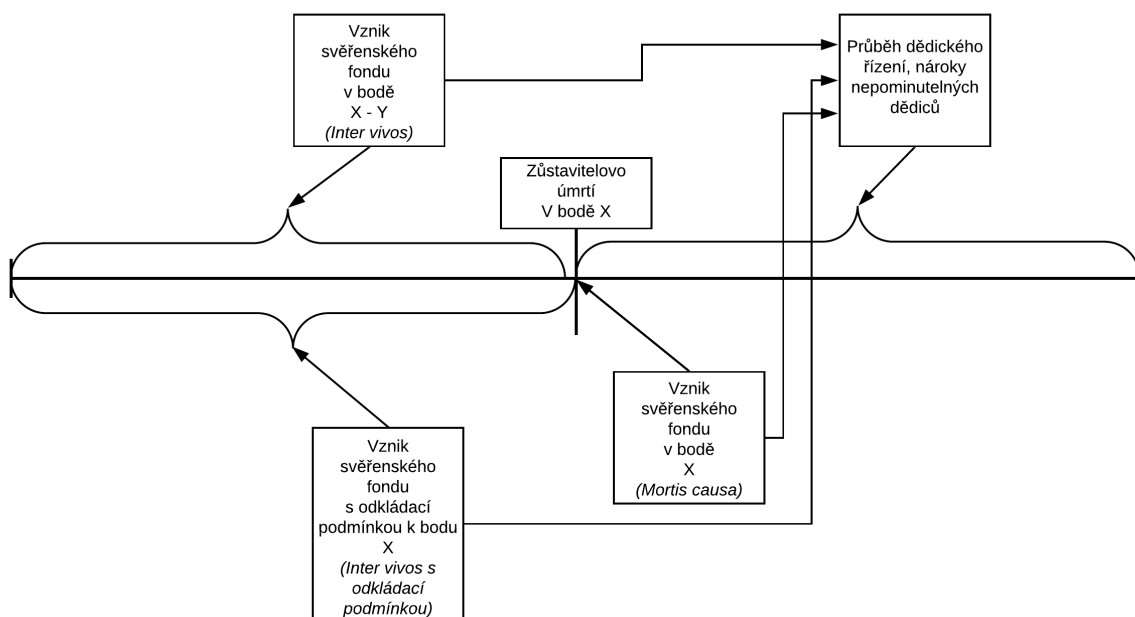 Vznik
svěřenského
fondu
v bodě
X - Y
(Inter vivos)
Průběh dědického
řízení, nároky
nepominutelných
dědiců
Zůstavitelovo
úmrtí
V bodě X
Vznik
svěřenského
fondu
v bodě
X
(Mortis causa)
Vznik
svěřenského
fondu
s odkládací
podmínkou k bodu
X
(Inter vivos s
odkládací
podmínkou)